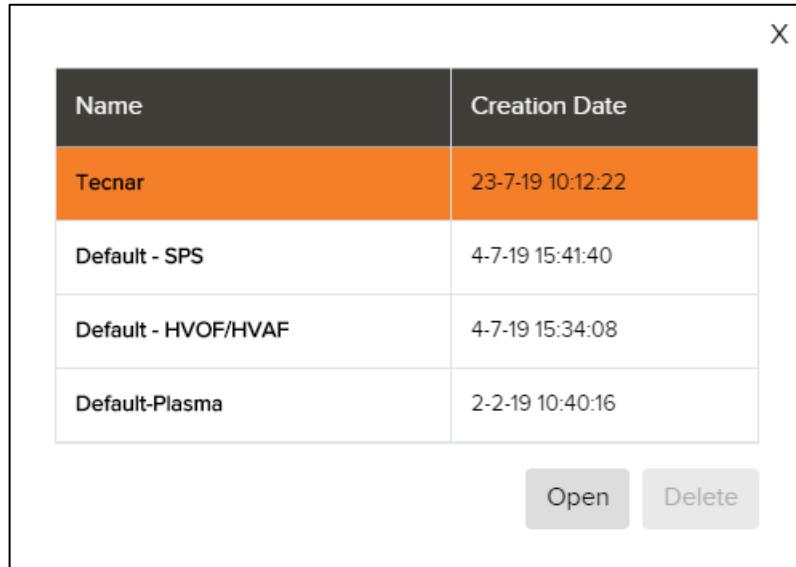 X
Name Creation Date
Tecnar 23-7-19 10:12:22
Default - SPS 4-7-19 15:41:40
Default - HVOF/HVAF 4-7-19 15:34:08
Default-Plasma 2-2-19 10:40:16
Open Delete